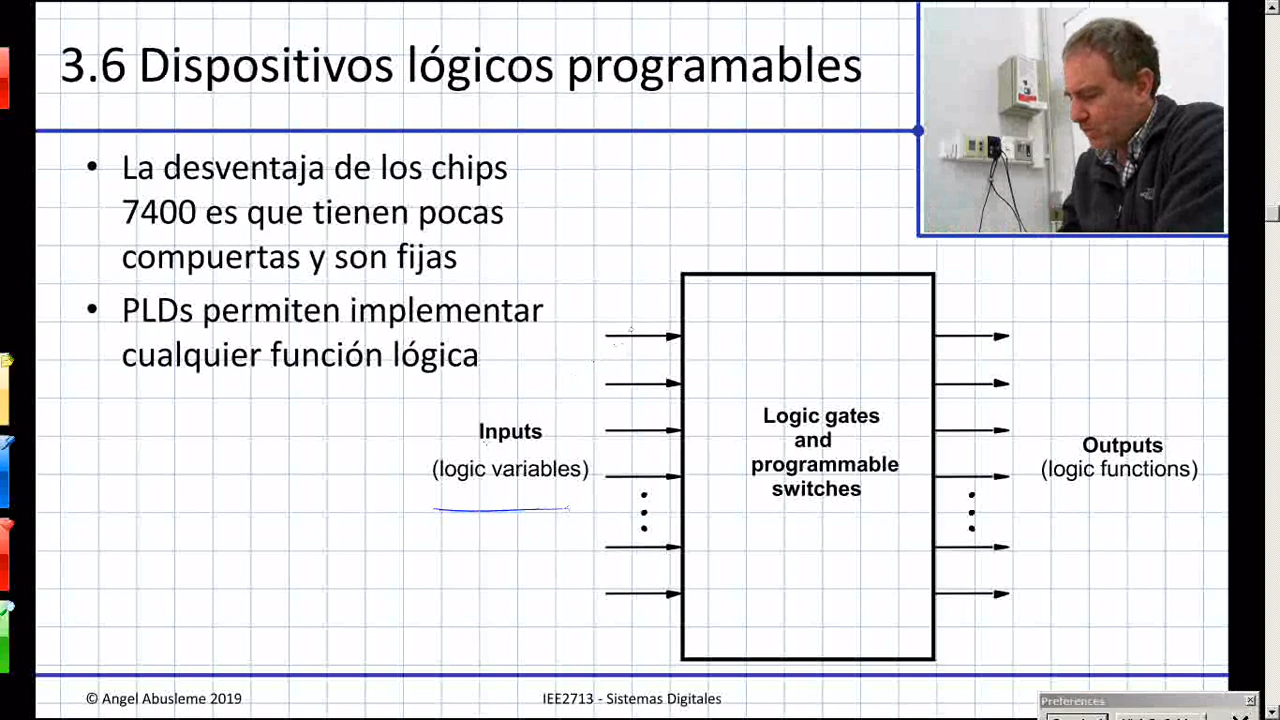 3.6 Dispositivos lógicos programables
• La desventaja de los chips
7400 es que tienen pocas
compuertas y son fijas
• PLDs permiten implementar
cualquier función lógica
Inputs
(logic variables)
Logic gates
and
programmable
switches
Outputs
(logic functions)
© Angel Abusleme 2019
IEE2713 - Sistemas Digitales
Preferences